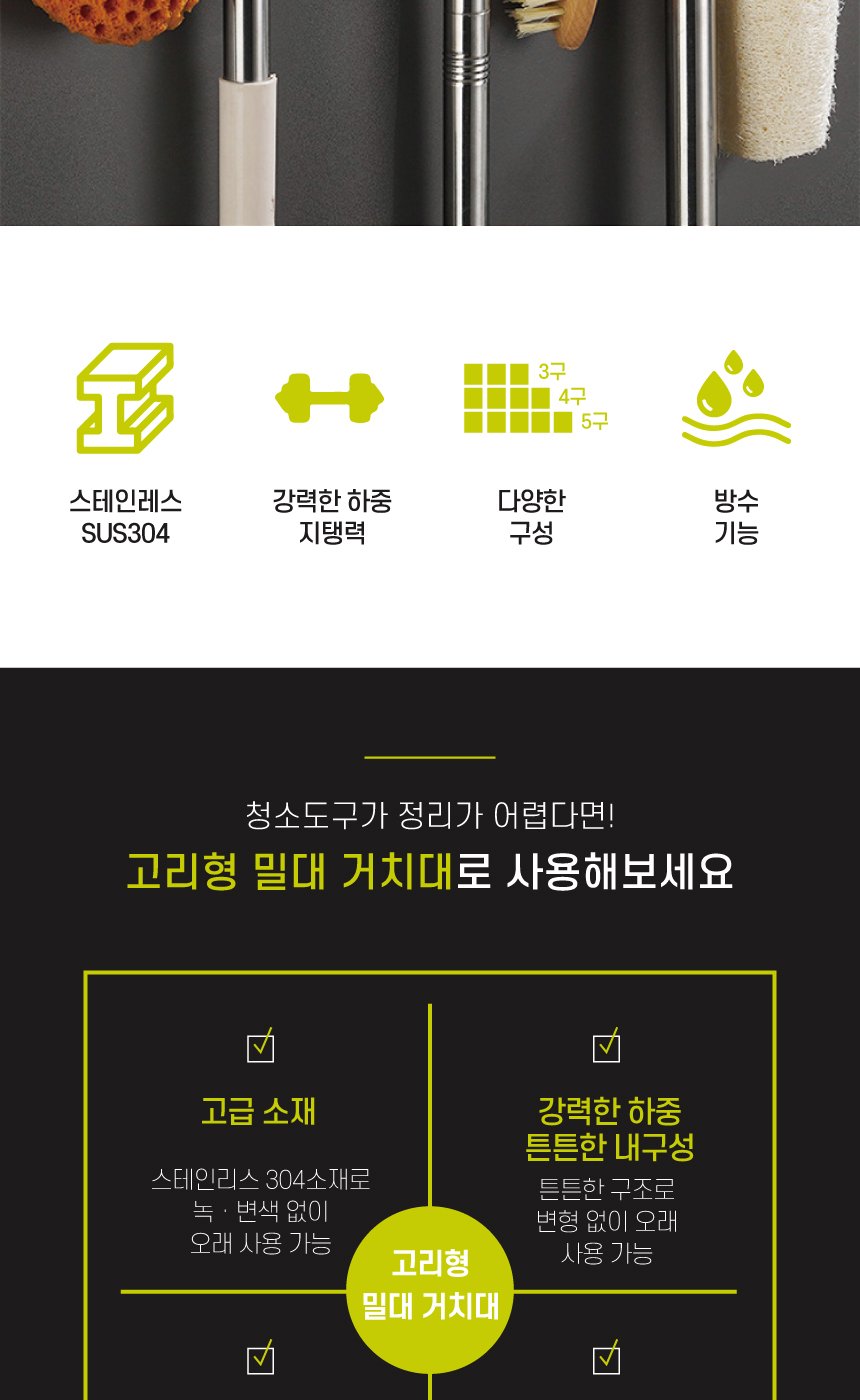 3구
4구
5구
스테인레스
SUS304
강력한 하중
지탱력
다양한
구성
방수
기능
청소도구가 정리가 어렵다면!
고리형 밀대 거치대로 사용해보세요
고급 소재
스테인리스 304소재로
녹 · 변색 없이
오래 사용 가능
강력한 하중
튼튼한 내구성
튼튼한 구조로
변형 없이 오래
사용 가능
고리형
밀대 거치대